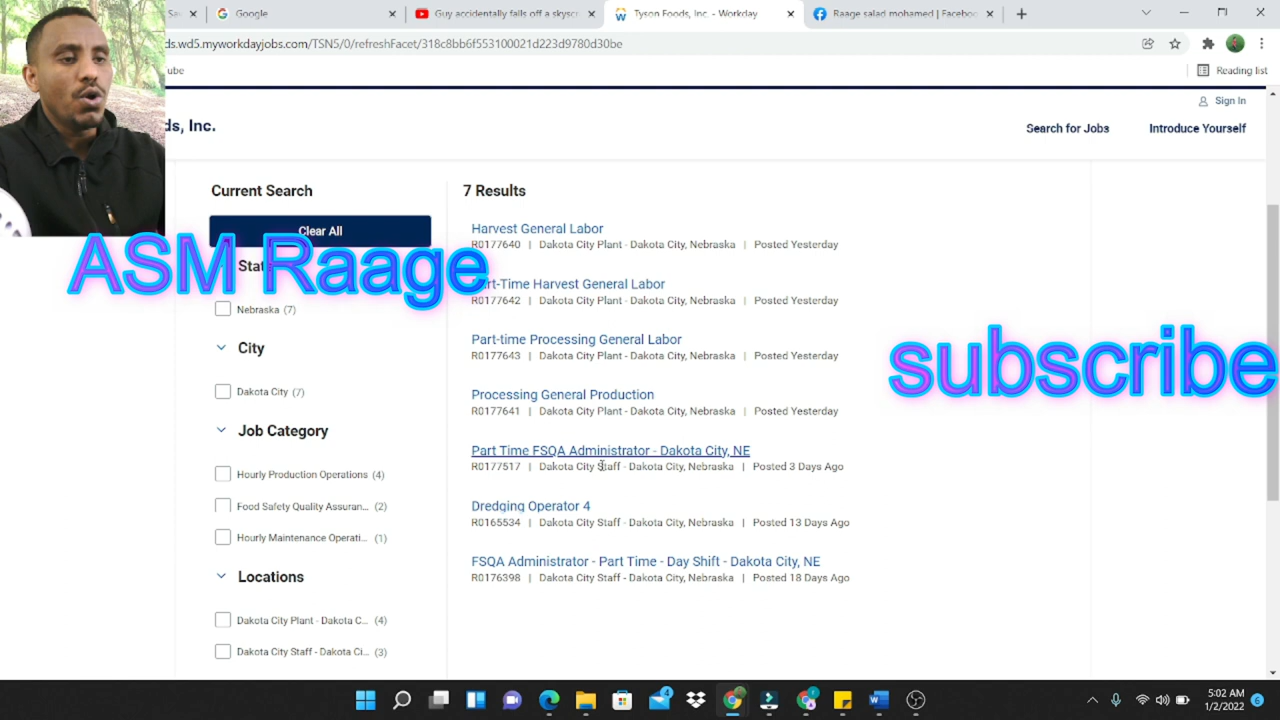 Sa
Google
Guy accidentally falls off a skysc
Tyson Foods, Inc. - Workday
Raage salad mohamed | Faceboo
ds.wd5.myworkdayjobs.com/TSN5/0/refreshFacet/318c8bb6f553100021d223d9780d30be
ube
Reading list
Sign In
ds, Inc.
Search for Jobs
Introduce Yourself
Current Search
7 Results
Clear All
Harvest General Labor
R0177640 | Dakota City Plant - Dakota City, Nebraska | Posted Yesterday
ASM Raage
Stat
Part-Time Harvest General Labor
R0177642 | Dakota City Plant - Dakota City, Nebraska | Posted Yesterday
Nebraska (7)
Part-time Processing General Labor
R0177643 | Dakota City Plant - Dakota City, Nebraska | Posted Yesterday
City
subscribe
Dakota City (7)
Processing General Production
R0177641 | Dakota City Plant - Dakota City, Nebraska | Posted Yesterday
Job Category
Part Time FSQA Administrator - Dakota City, NE
R0177517 | Dakota City Staff - Dakota City, Nebraska | Posted 3 Days Ago
Hourly Production Operations (4)
Food Safety Quality Assuran... (2)
Dredging Operator 4
R0165534 | Dakota City Staff - Dakota City, Nebraska | Posted 13 Days Ago
Hourly Maintenance Operati... (1)
FSQA Administrator - Part Time - Day Shift - Dakota City, NE
R0176398 | Dakota City Staff - Dakota City, Nebraska | Posted 18 Days Ago
Locations
Dakota City Plant - Dakota C... (4)
Dakota City Staff - Dakota Ci... (3)
4
5:02 AM
1/2/2022
6